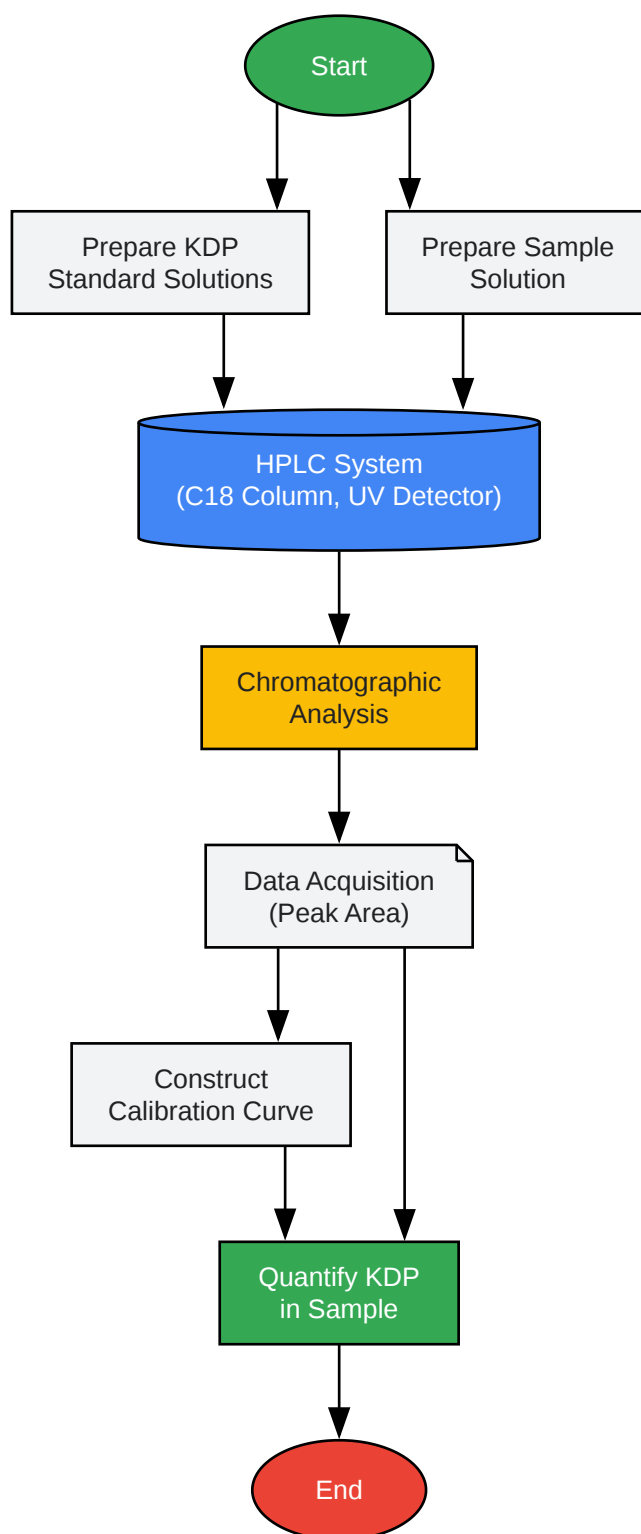 Start
Prepare KDP
Standard Solutions
Prepare Sample
Solution
HPLC System
(C18 Column, UV Detector)
Chromatographic
Analysis
Data Acquisition
(Peak Area)
Construct
Calibration Curve
Quantify KDP
in Sample
End